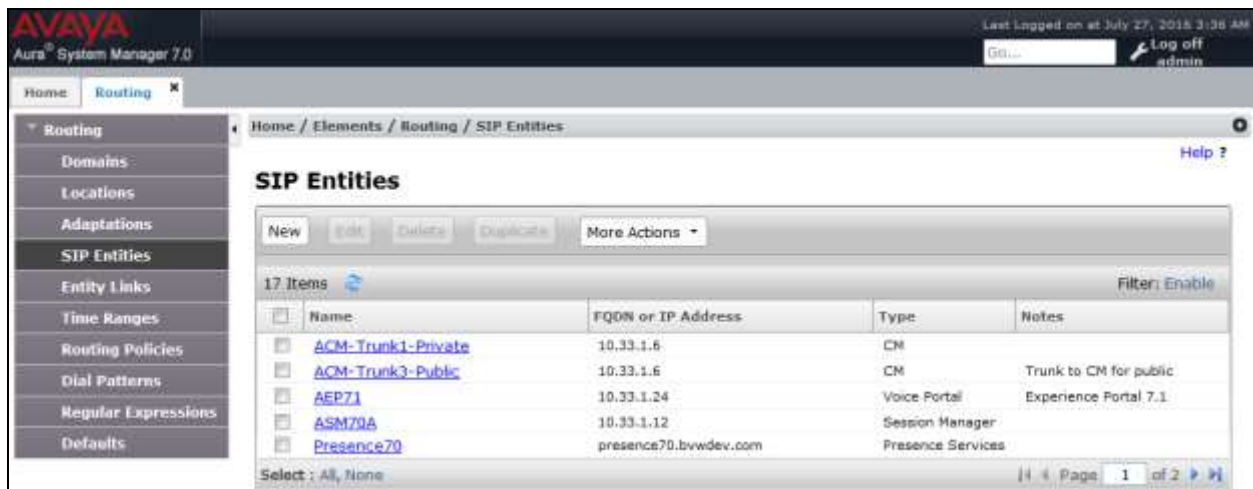 AVAYA
Last Logged on at July 27, 2016 3:36 AM
Aura® System Manager 7.0
Go...
Log off admin
Home
Routing
Routing
Domains
Locations
Adaptations
SIP Entities
Entity Links
Time Ranges
Routing Policies
Dial Patterns
Regular Expressions
Defaults
Home / Elements / Routing / SIP Entities
Help ?
SIP Entities
New Edit Delete Duplicate More Actions
17 Items Filter: Enable
Name FQDN or IP Address Type Notes
ACM-Trunk1-Private 10.33.1.6 CM
ACM-Trunk3-Public 10.33.1.6 CM Trunk to CM for public
AEP71 10.33.1.24 Voice Portal Experience Portal 7.1
ASM70A 10.33.1.12 Session Manager
Presence70 presence70.bvwdev.com Presence Services
Select : All, None Page 1 of 2